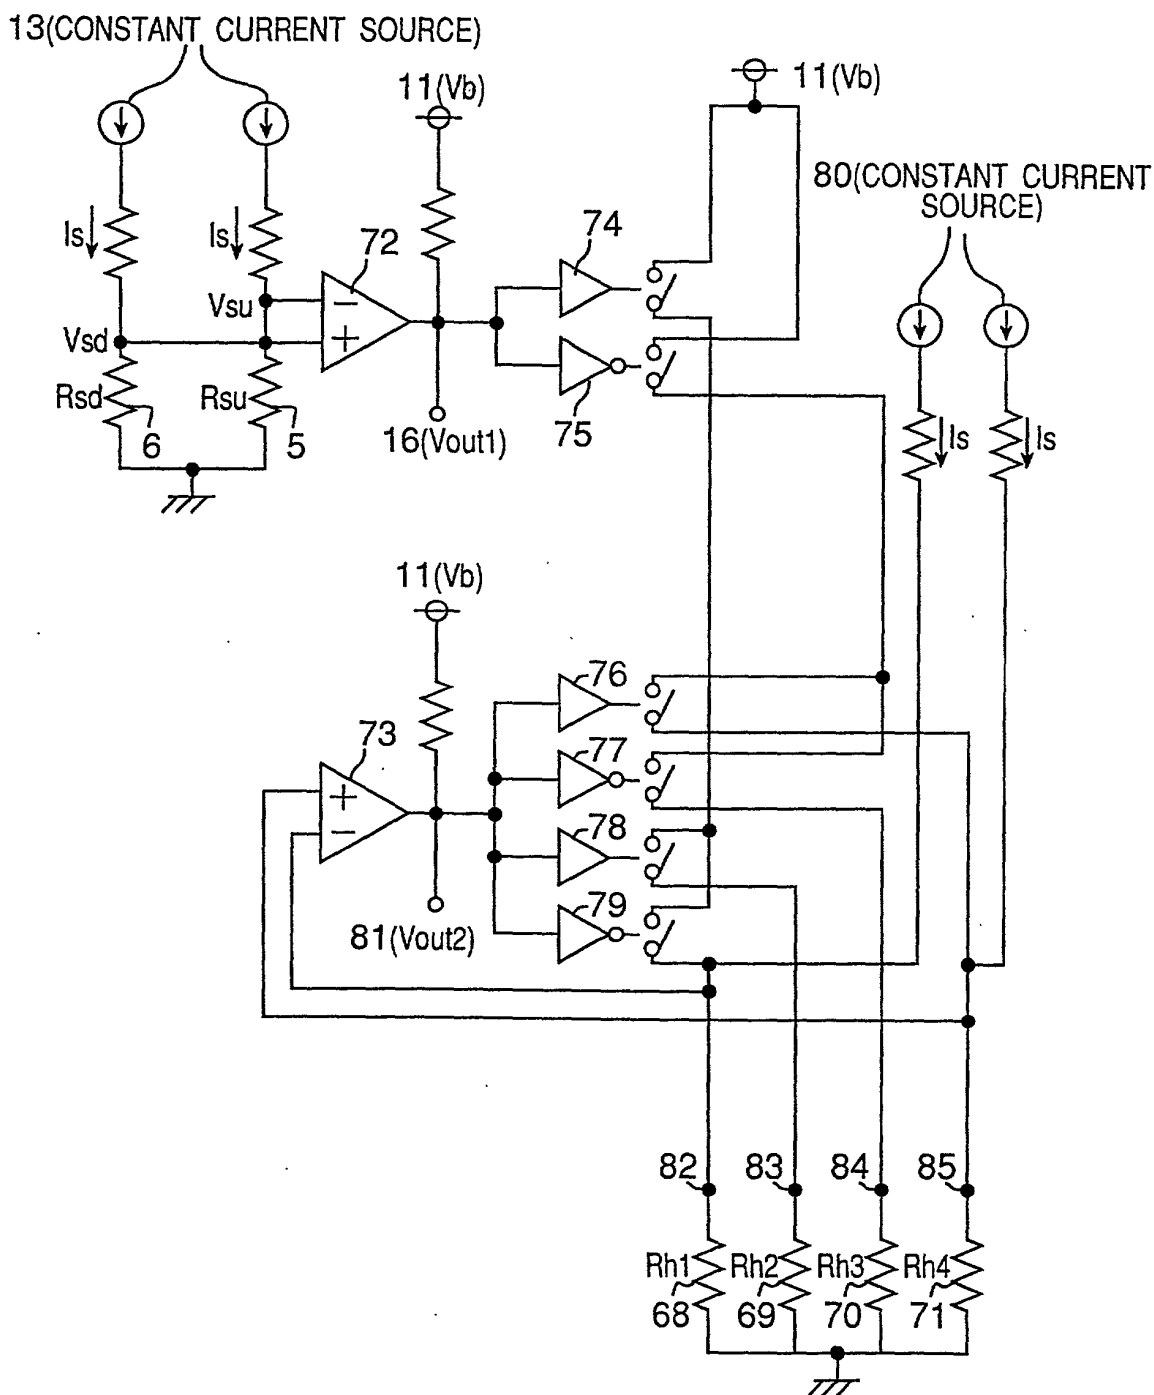 13(CONSTANT CURRENT SOURCE)
11(Vb)
11(Vb)
80(CONSTANT CURRENT
SOURCE)
Is
Is
72
74
Vsu
−
Vsd
+
Rsd
Rsu
6
5
16(Vout1)
75
Is
Is
11(Vb)
76
73
77
+
−
78
79
81(Vout2)
82
83
84
85
Rh1
Rh2
Rh3
Rh4
68
69
70
71